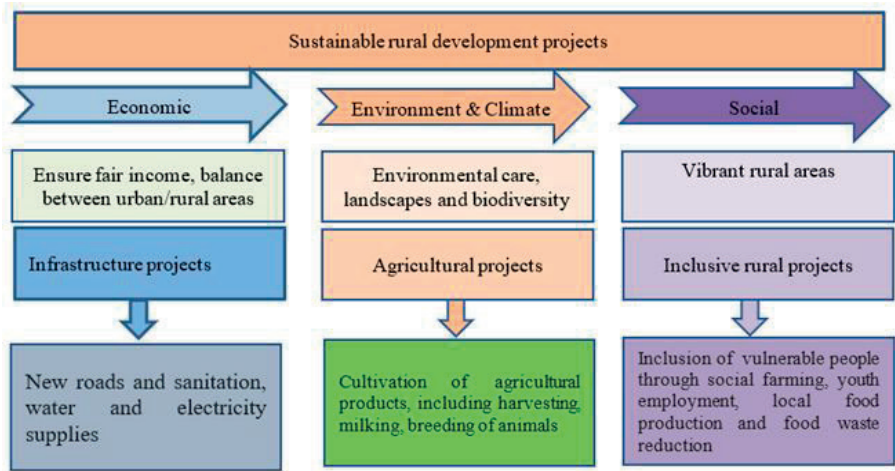 Sustainable rural development projects
Economic
Environment & Climate
Social
Ensure fair income, balance
between urban/rural areas
Environmental care,
landscapes and biodiversity
Vibrant rural areas
Infrastructure projects
Agricultural projects
Inclusive rural projects
New roads and sanitation,
water and electricity
supplies
Cultivation of agricultural
products, including harvesting,
milking, breeding of animals
Inclusion of vulnerable people
through social farming, youth
employment, local food
production and food waste
reduction